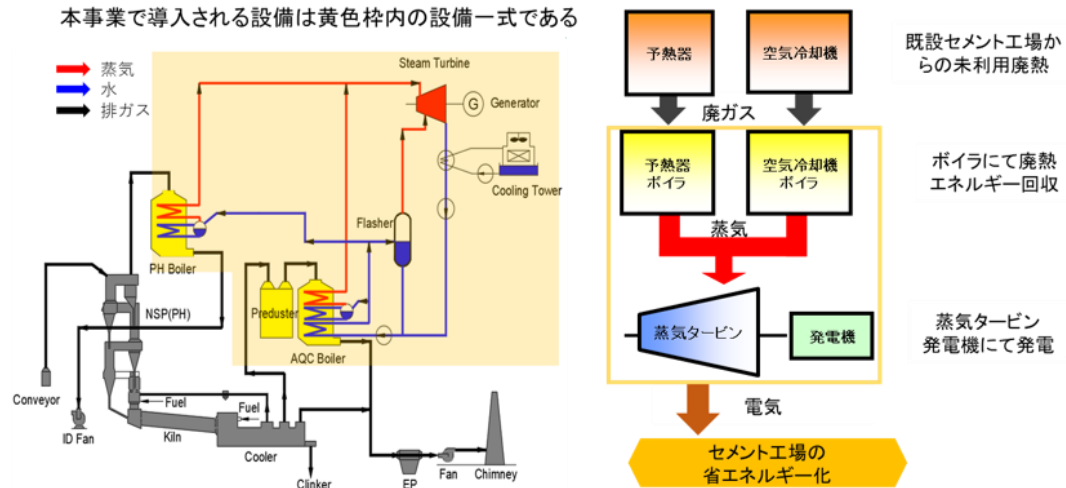 本事業で導入される設備は黄色枠内の設備一式である
蒸気
水
排ガス
Steam Turbine
G
Generator
Cooling Tower
Flasher
PH Boiler
Preduster
AQC Boiler
NSP(PH)
Conveyor
ID Fan
Fuel
Fuel
Kiln
Cooler
Clinker
EP
Fan
Chimney
予熱器
空気冷却機
既設セメント工場か
らの未利用廃熱
廃ガス
予熱器
ボイラ
空気冷却機
ボイラ
ボイラにて廃熱
エネルギー回収
蒸気
蒸気タービン
発電機
蒸気タービン
発電機にて発電
電気
セメント工場の
省エネルギー化